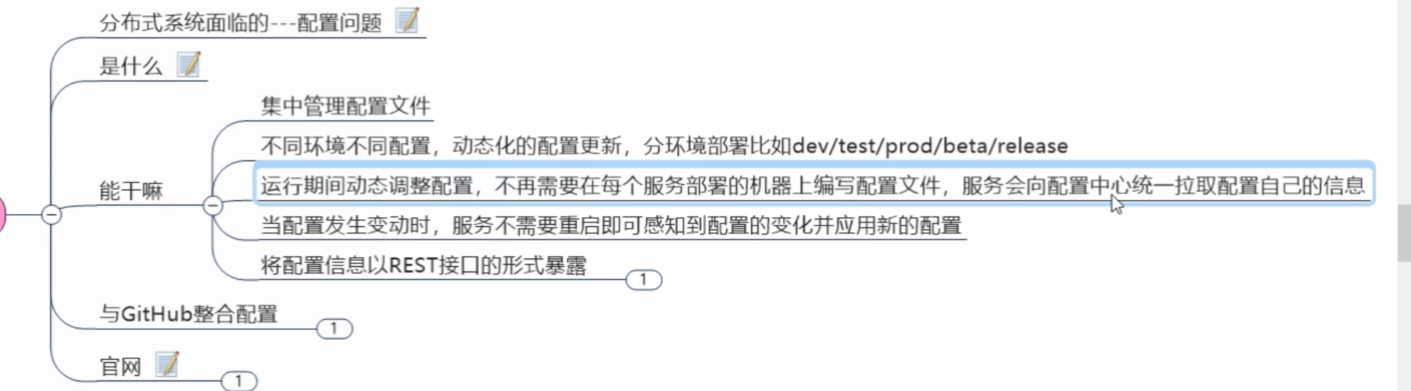 分布式系统面临的---配置问题
是什么
能干嘛
集中管理配置文件
不同环境不同配置，动态化的配置更新，分环境部署比如dev/test/prod/beta/release
运行期间动态调整配置，不再需要在每个服务部署的机器上编写配置文件，服务会向配置中心统一拉取配置自己的信息
当配置发生变动时，服务不需要重启即可感知到配置的变化并应用新的配置
将配置信息以REST接口的形式暴露
1
与GitHub整合配置
1
官网
1